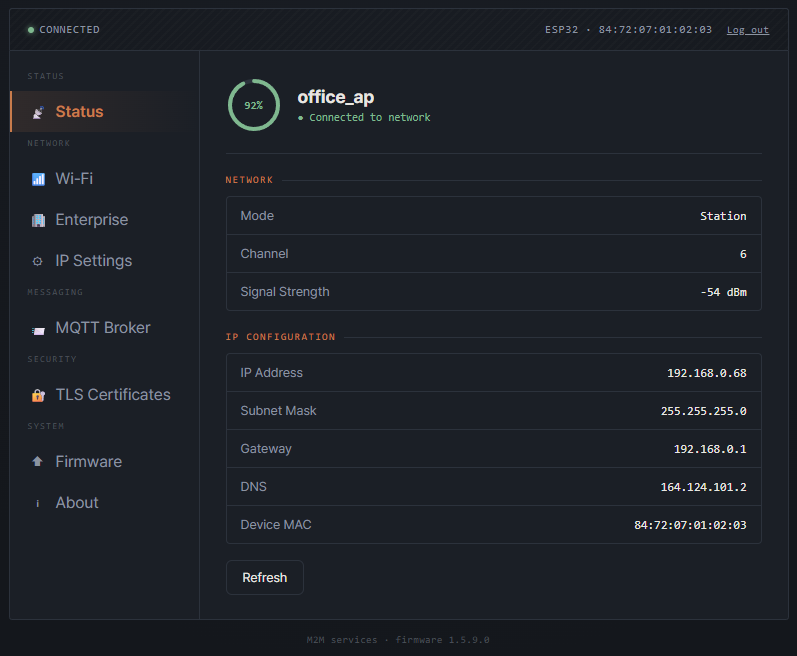 CONNECTED
ESP32 · 84:72:07:01:02:03 Log out
STATUS
Status
NETWORK
Wi-Fi
Enterprise
IP Settings
MESSAGING
MQTT Broker
SECURITY
TLS Certificates
SYSTEM
Firmware
About
92%
office_ap
Connected to network
NETWORK
Mode Station
Channel 6
Signal Strength -54 dBm
IP CONFIGURATION
IP Address 192.168.0.68
Subnet Mask 255.255.255.0
Gateway 192.168.0.1
DNS 164.124.101.2
Device MAC 84:72:07:01:02:03
Refresh
M2M services · firmware 1.5.9.0